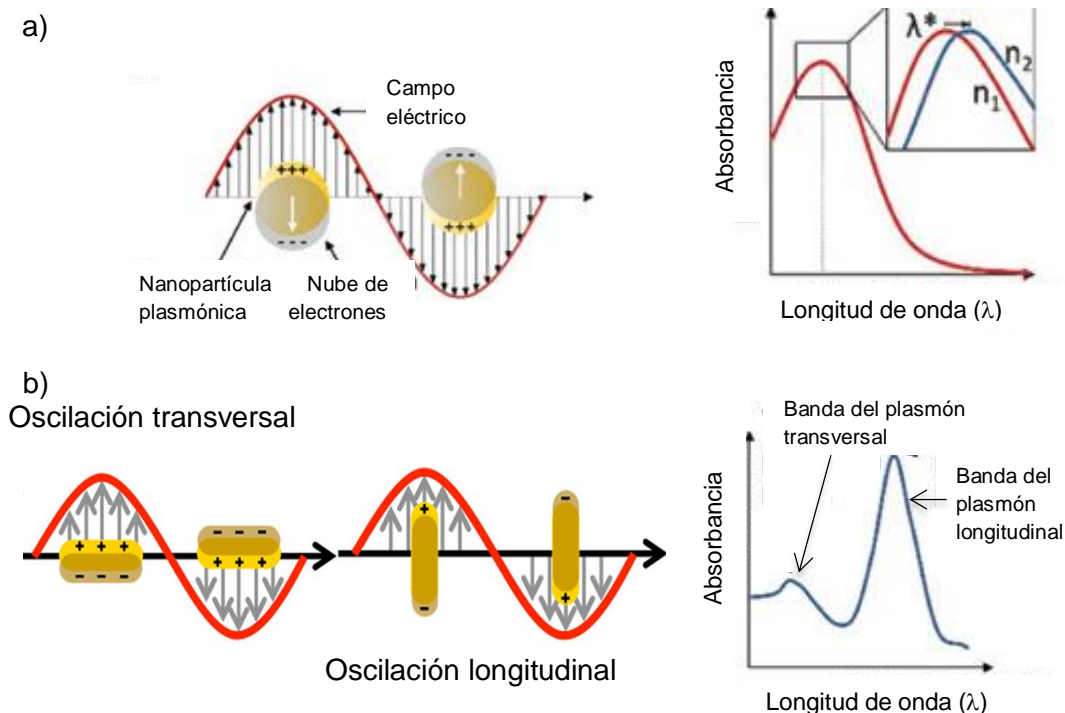 a)
Campo
eléctrico
+++
- - -
- - -
+++
Nanopartícula
plasmónica
Nube de
electrones
Absorbancia
λ*
n₂
n₁
Longitud de onda (λ)
b)
Oscilación transversal
+ + +
- - -
- - -
+ + +
+
-
-
+
Oscilación longitudinal
Banda del plasmón
transversal
Banda del
plasmón
longitudinal
Absorbancia
Longitud de onda (λ)